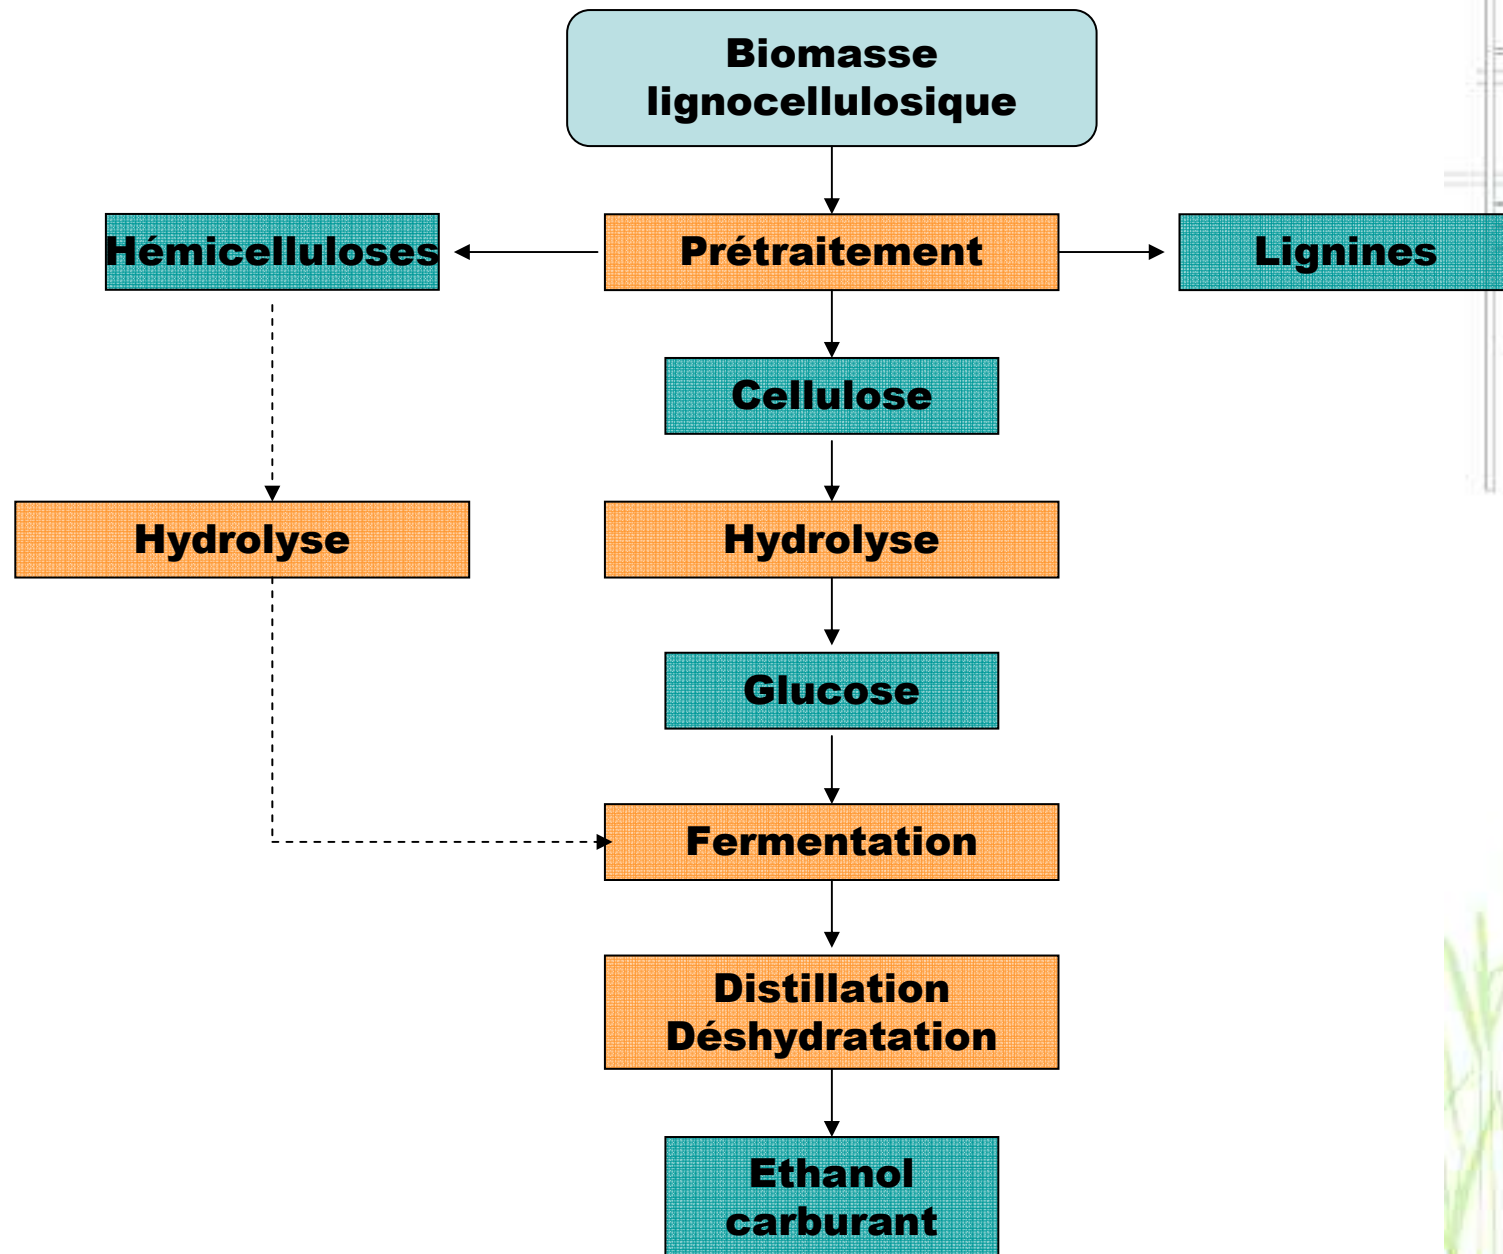 Biomasse
lignocellulosique
Hémicelluloses
Prétraitement
Lignines
Cellulose
Hydrolyse
Hydrolyse
Glucose
Fermentation
Distillation
Déshydratation
Ethanol
carburant